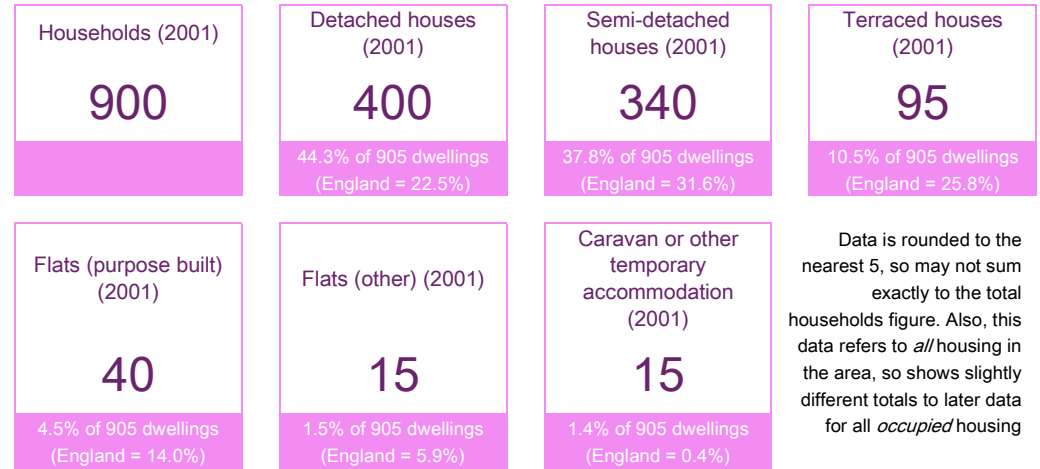 Households (2001)
900
Detached houses
(2001)
400
44.3% of 905 dwellings
(England = 22.5%)
Semi-detached
houses (2001)
340
37.8% of 905 dwellings
(England = 31.6%)
Terraced houses
(2001)
95
10.5% of 905 dwellings
(England = 25.8%)
Flats (purpose built)
(2001)
40
4.5% of 905 dwellings
(England = 14.0%)
Flats (other) (2001)
15
1.5% of 905 dwellings
(England = 5.9%)
Caravan or other
temporary
accommodation
(2001)
15
1.4% of 905 dwellings
(England = 0.4%)
Data is rounded to the
nearest 5, so may not sum
exactly to the total
households figure. Also, this
data refers to all housing in
the area, so shows slightly
different totals to later data
for all occupied housing